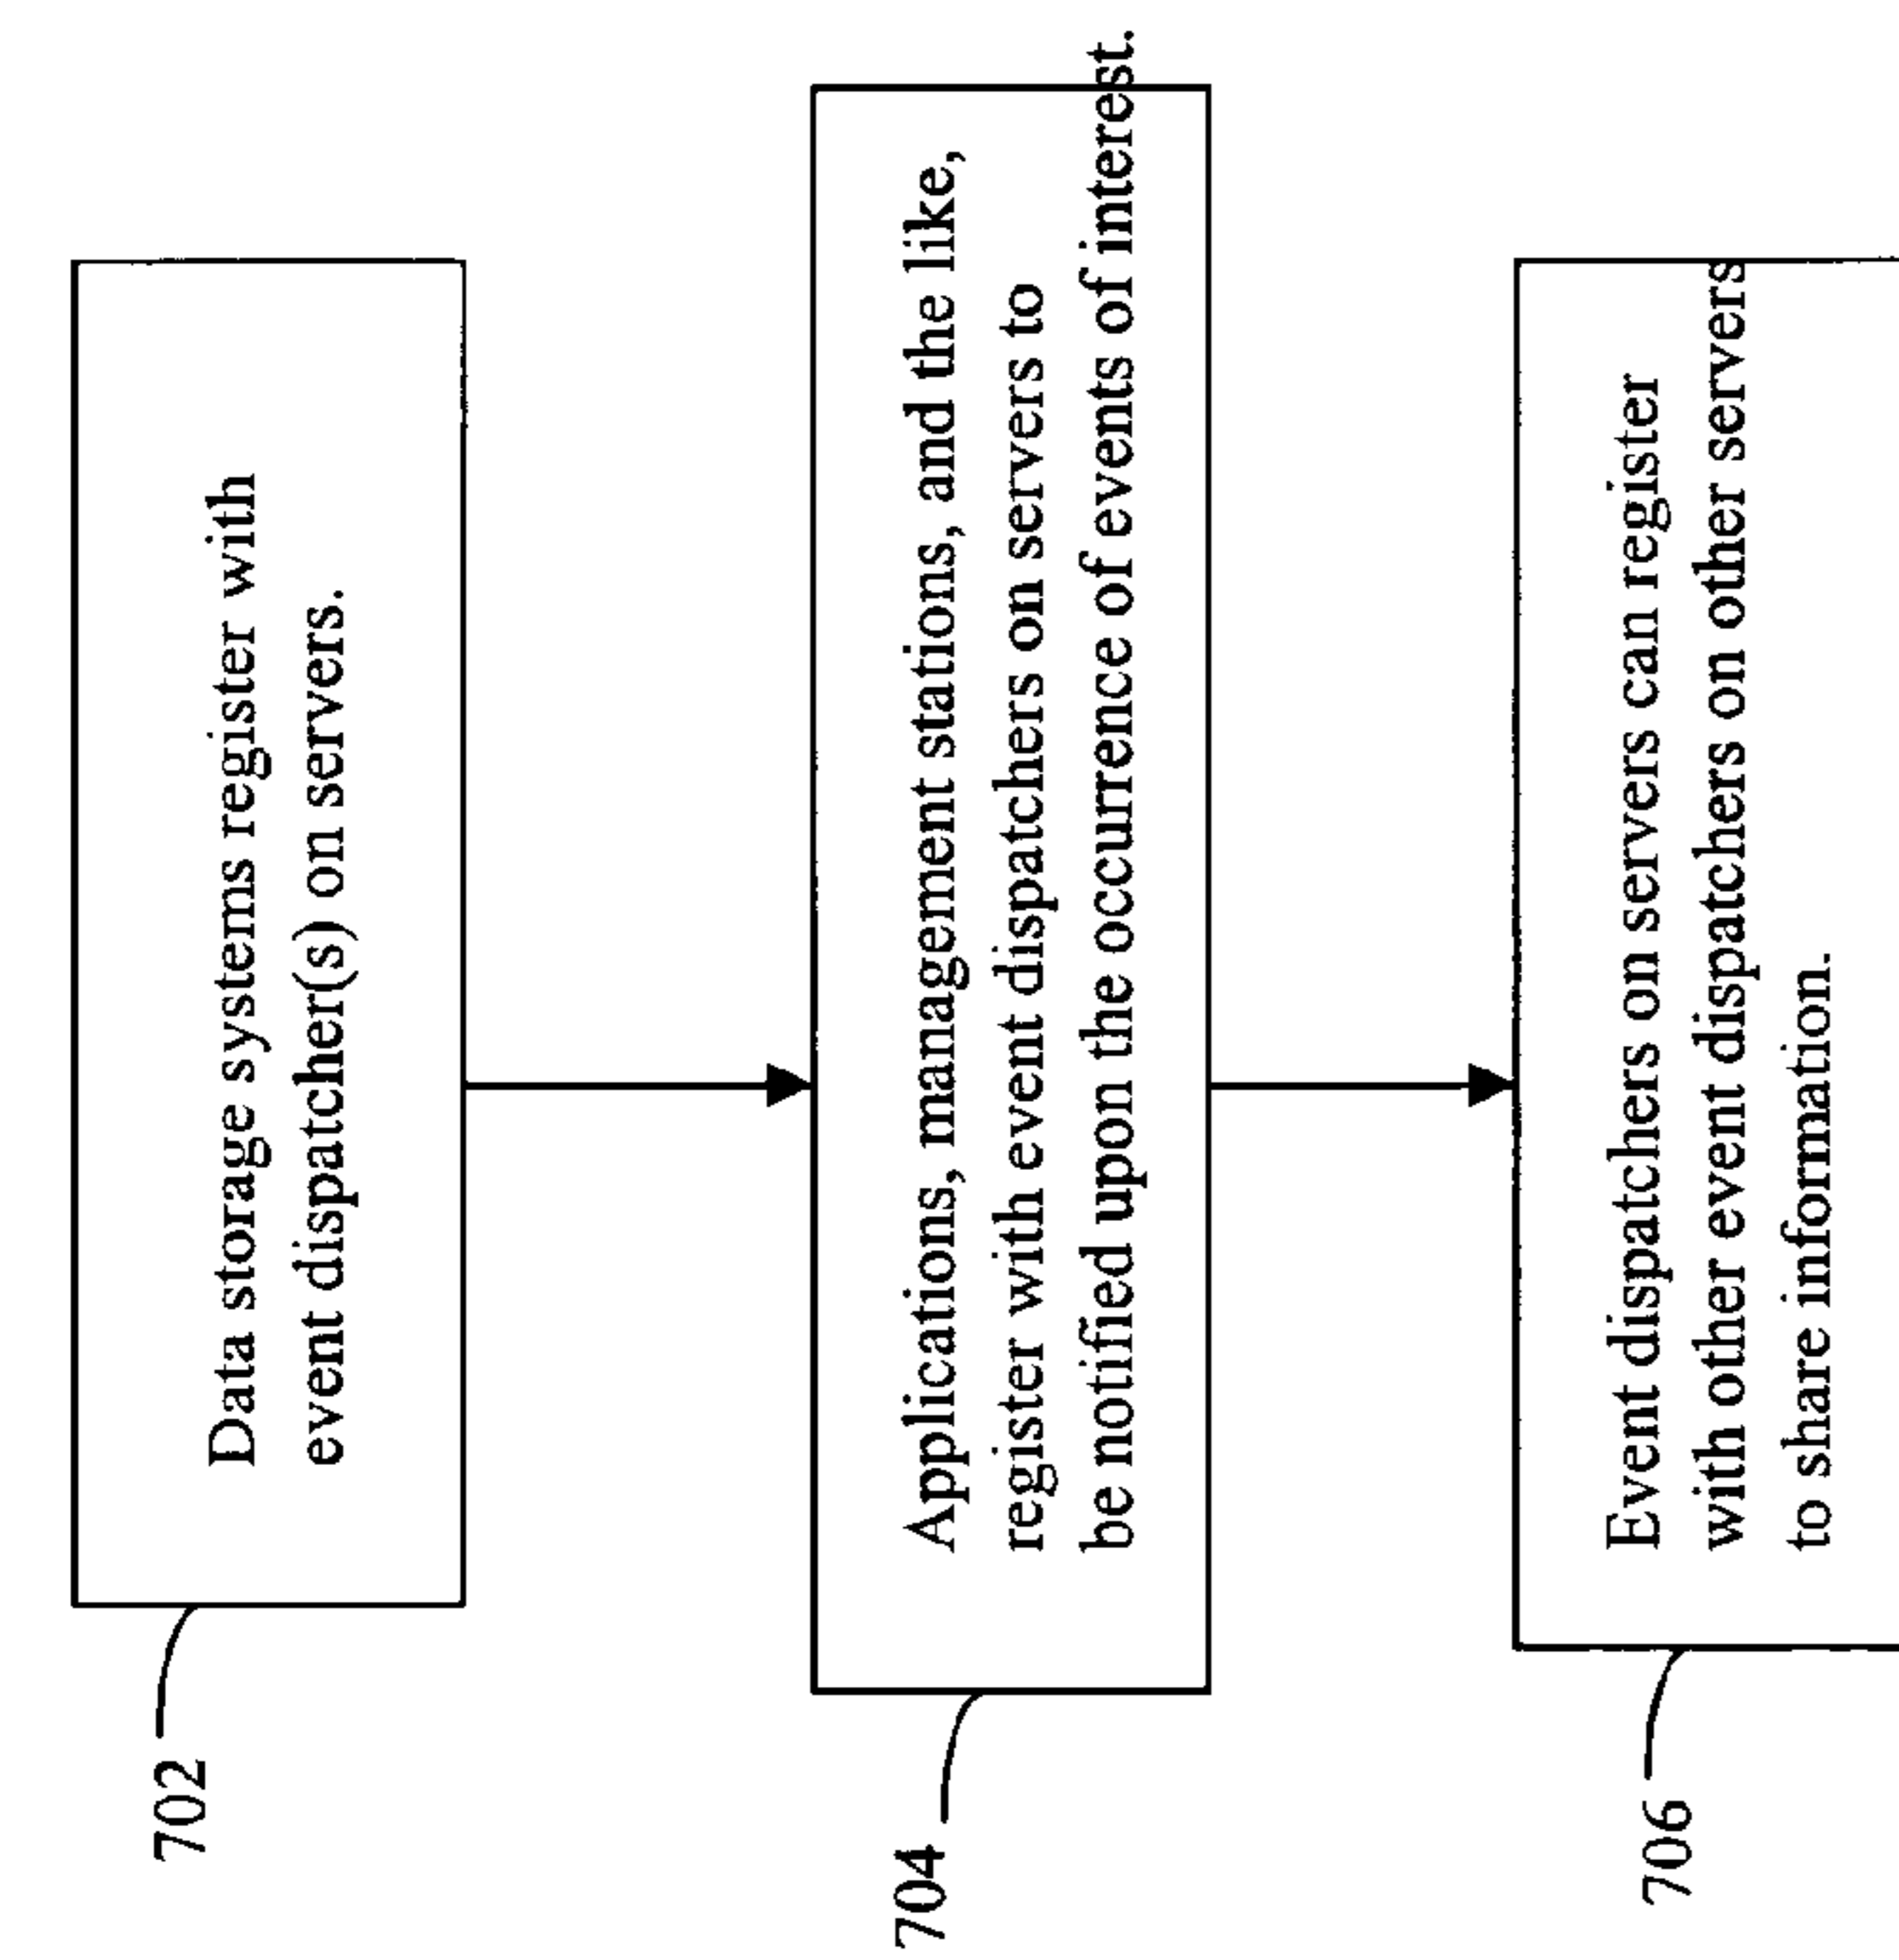 702
Data storage systems register with
event dispatcher(s) on servers.
704
Applications, management stations, and the like,
register with event dispatchers on servers to
be notified upon the occurrence of events of interest.
706
Event dispatchers on servers can register
with other event dispatchers on other servers
to share information.